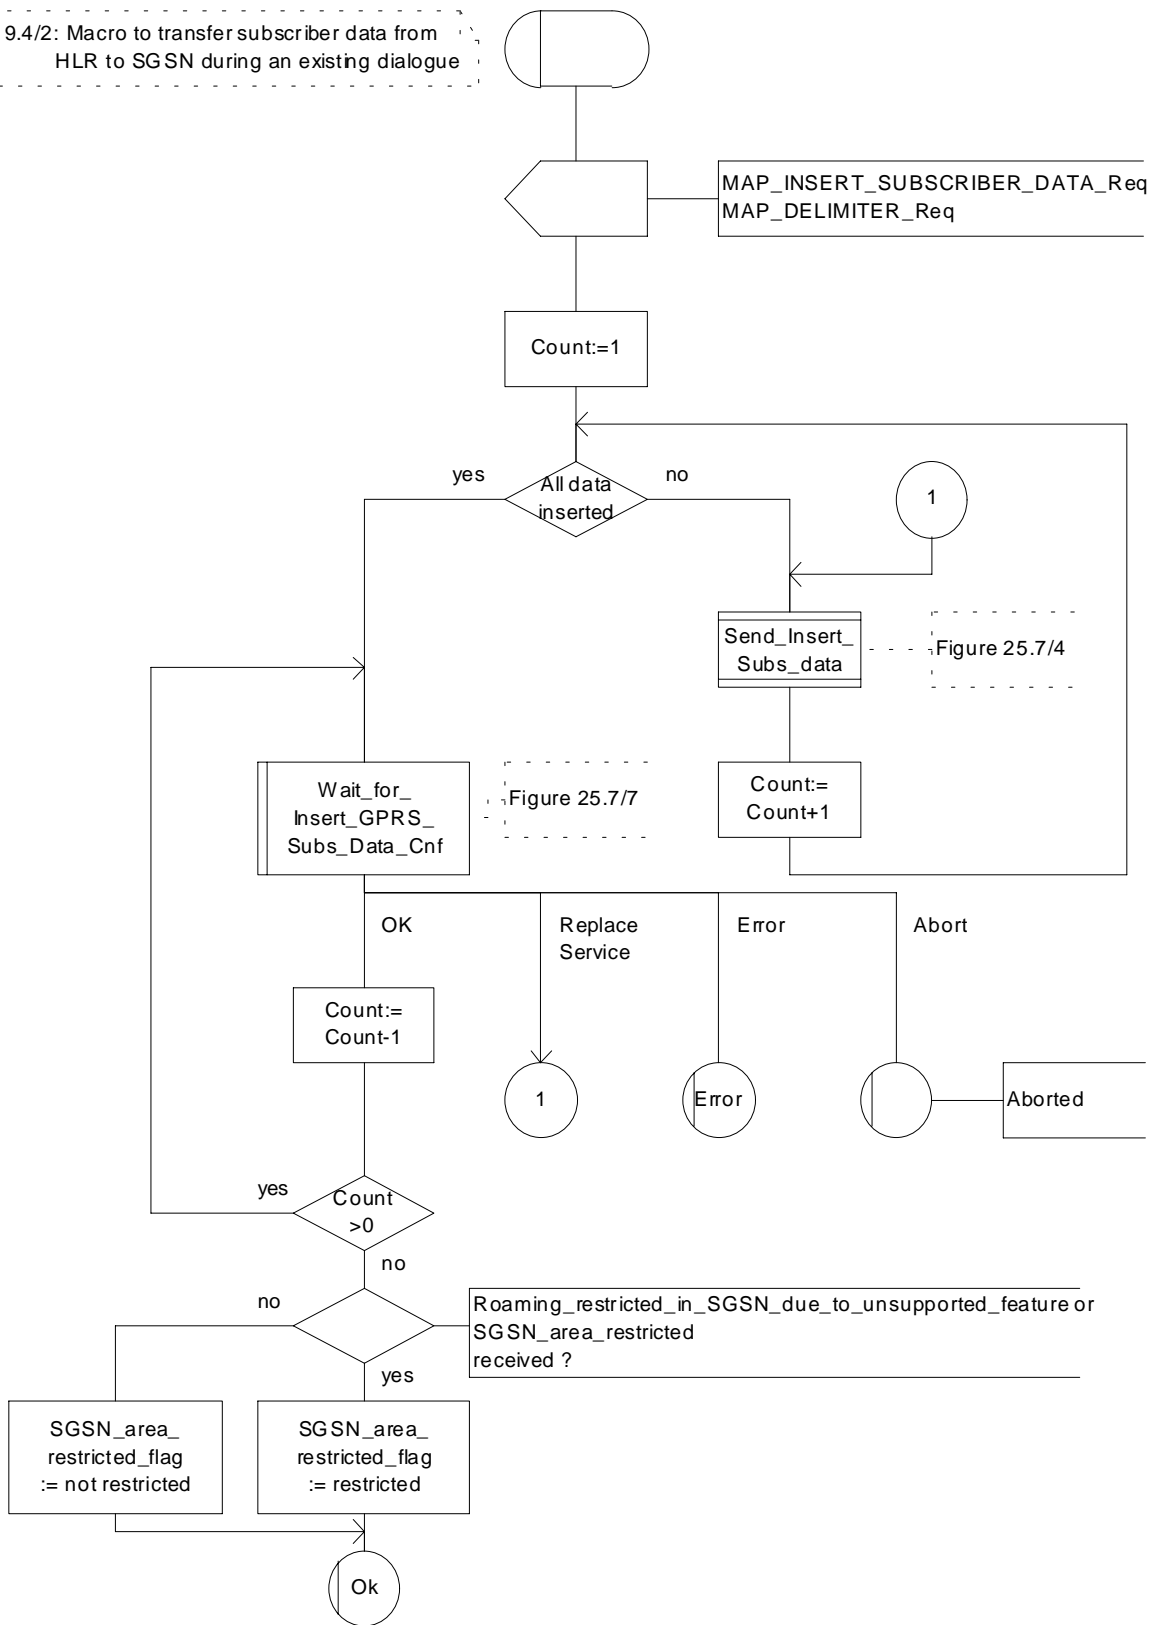 9.4/2: Macro to transfer subscriber data from
HLR to SGSN during an existing dialogue
MAP_INSERT_SUBSCRIBER_DATA_Req
MAP_DELIMITER_Req
Count:=1
yes
All data
inserted
no
1
Send_Insert_
Subs_data
Figure 25.7/4
Wait_for_
Insert_GPRS_
Subs_Data_Cnf
Figure 25.7/7
Count:=
Count+1
OK
Replace
Service
Error
Abort
Count:=
Count-1
1
Error
Aborted
yes
Count
>0
no
no
Roaming_restricted_in_SGSN_due_to_unsupported_feature or
SGSN_area_restricted
received ?
yes
SGSN_area_
restricted_flag
:= not restricted
SGSN_area_
restricted_flag
:= restricted
Ok